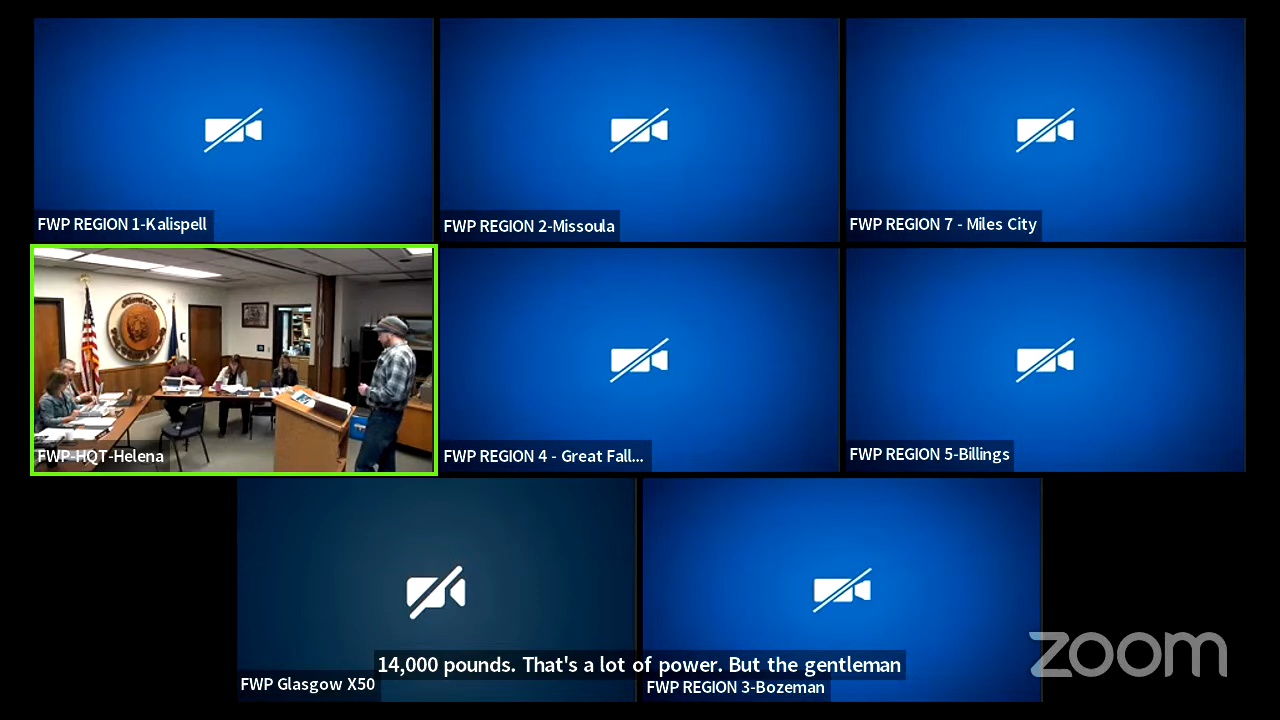 FWP REGION 1-Kalispell
FWP REGION 2-Missoula
FWP REGION 7 - Miles City
Montana
FWP-HQT-Helena
FWP REGION 4 - Great Fall...
FWP REGION 5-Billings
14,000 pounds. That's a lot of power. But the gentleman
FWP Glasgow X50
FWP REGION 3-Bozeman
zoom